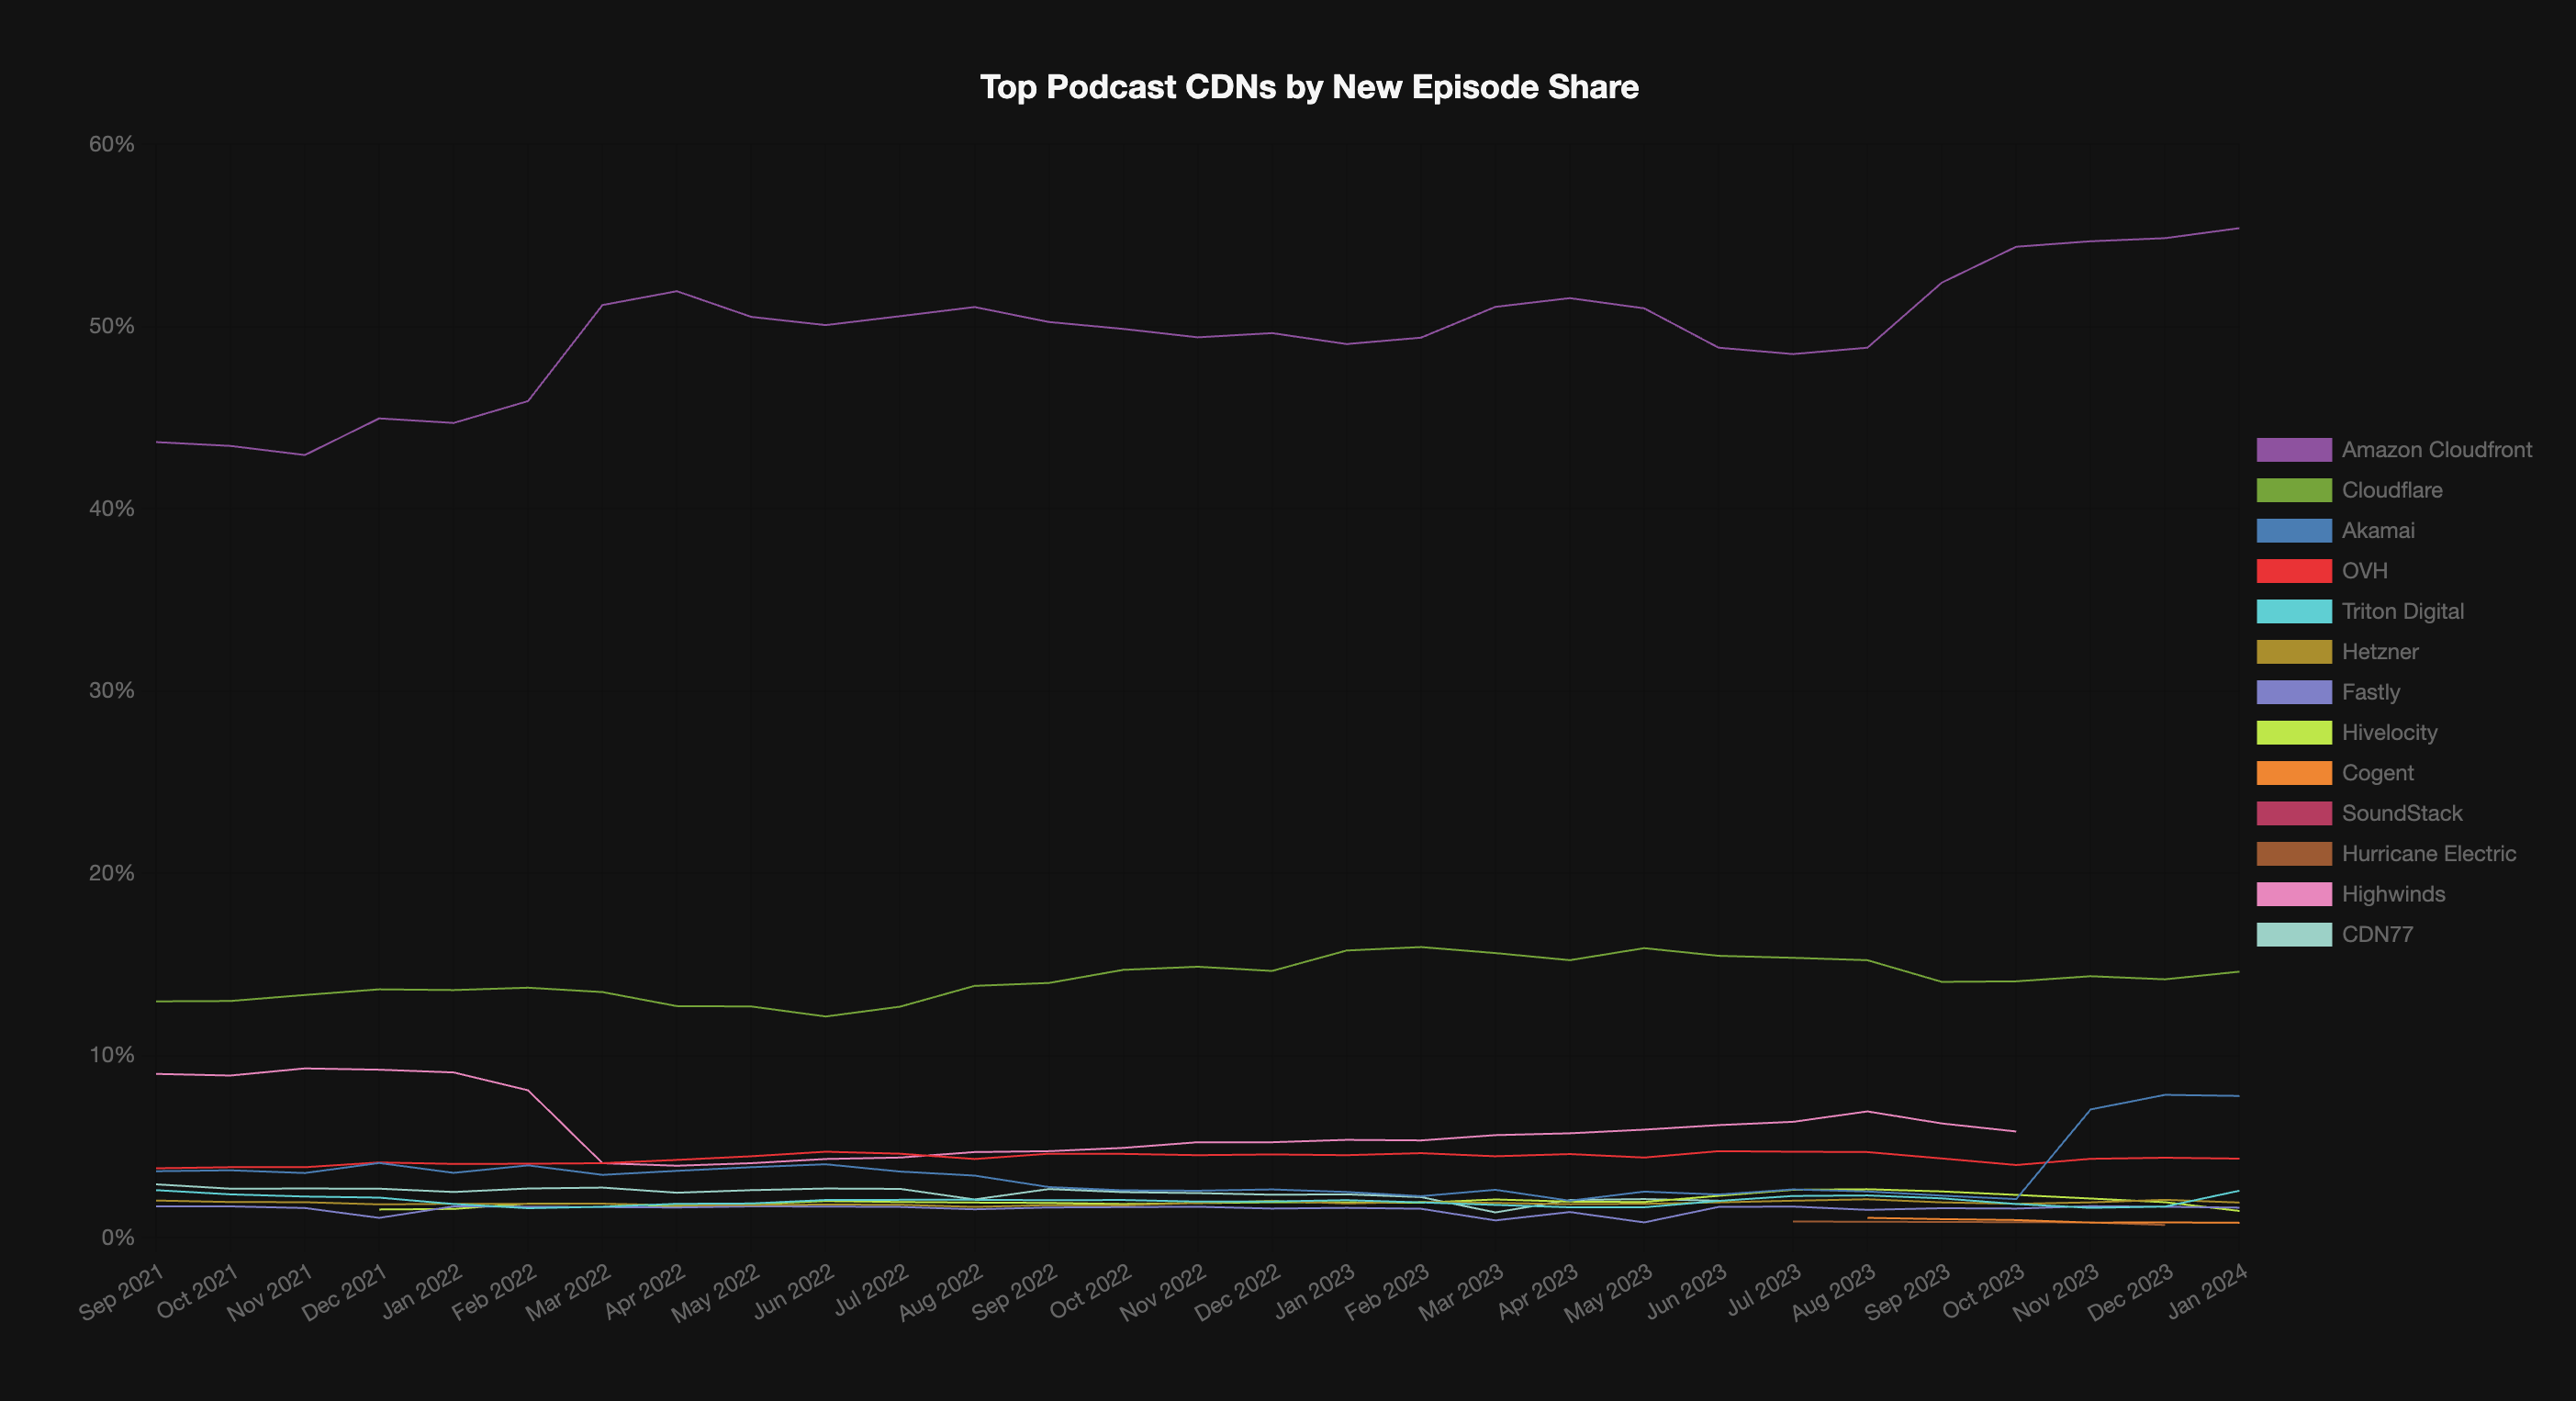 Top Podcast CDNs by New Episode Share
60%
50%
40%
30%
20%
10%
0%
Amazon Cloudfront
Cloudflare
Akamai
OVH
Triton Digital
Hetzner
Fastly
Hivelocity
Cogent
SoundStack
Hurricane Electric
Highwinds
CDN77
Sep 2021
Oct 2021
Nov 2021
Dec 2021
Jan 2022
Feb 2022
Mar 2022
Apr 2022
May 2022
Jun 2022
Jul 2022
Aug 2022
Sep 2022
Oct 2022
Nov 2022
Dec 2022
Jan 2023
Feb 2023
Mar 2023
Apr 2023
May 2023
Jun 2023
Jul 2023
Aug 2023
Sep 2023
Oct 2023
Nov 2023
Dec 2023
Jan 2024